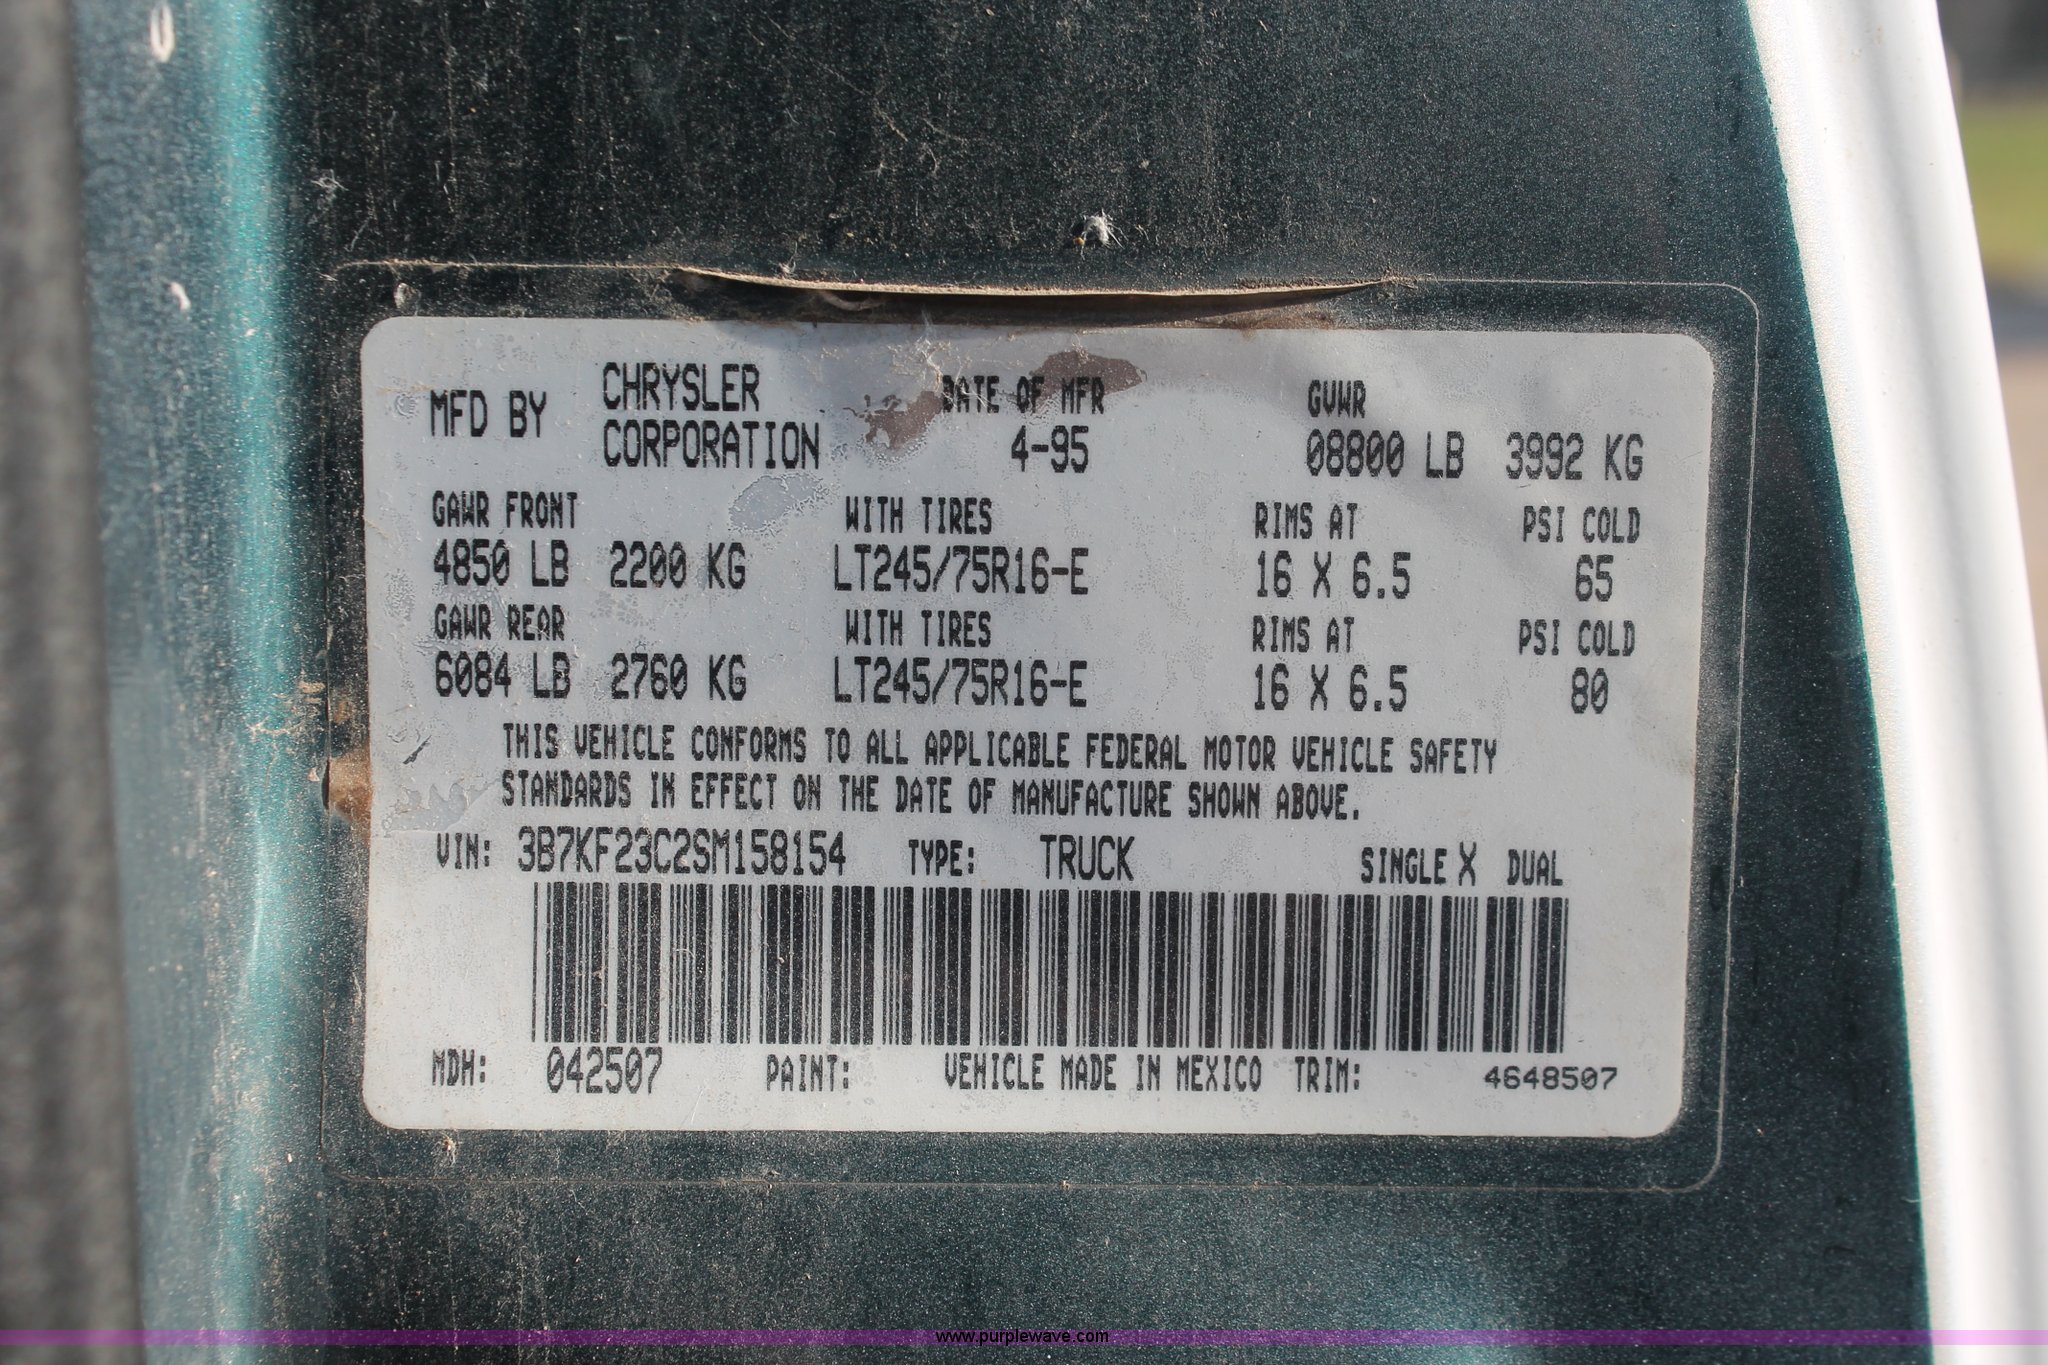 MFD BY CHRYSLER CORPORATION DATE OF MFR 4-95 GVWR 08800 LB 3992 KG
GAWR FRONT WITH TIRES RIMS AT PSI COLD
4850 LB 2200 KG LT245/75R16-E 16 X 6.5 65
GAWR REAR WITH TIRES RIMS AT PSI COLD
6084 LB 2760 KG LT245/75R16-E 16 X 6.5 80
THIS VEHICLE CONFORMS TO ALL APPLICABLE FEDERAL MOTOR VEHICLE SAFETY
STANDARDS IN EFFECT ON THE DATE OF MANUFACTURE SHOWN ABOVE.
VIN: 3B7KF23C2SM158154 TYPE: TRUCK SINGLE X DUAL
MDH: 042507 PAINT: VEHICLE MADE IN MEXICO TRIM: 4648507
www.purplewave.com